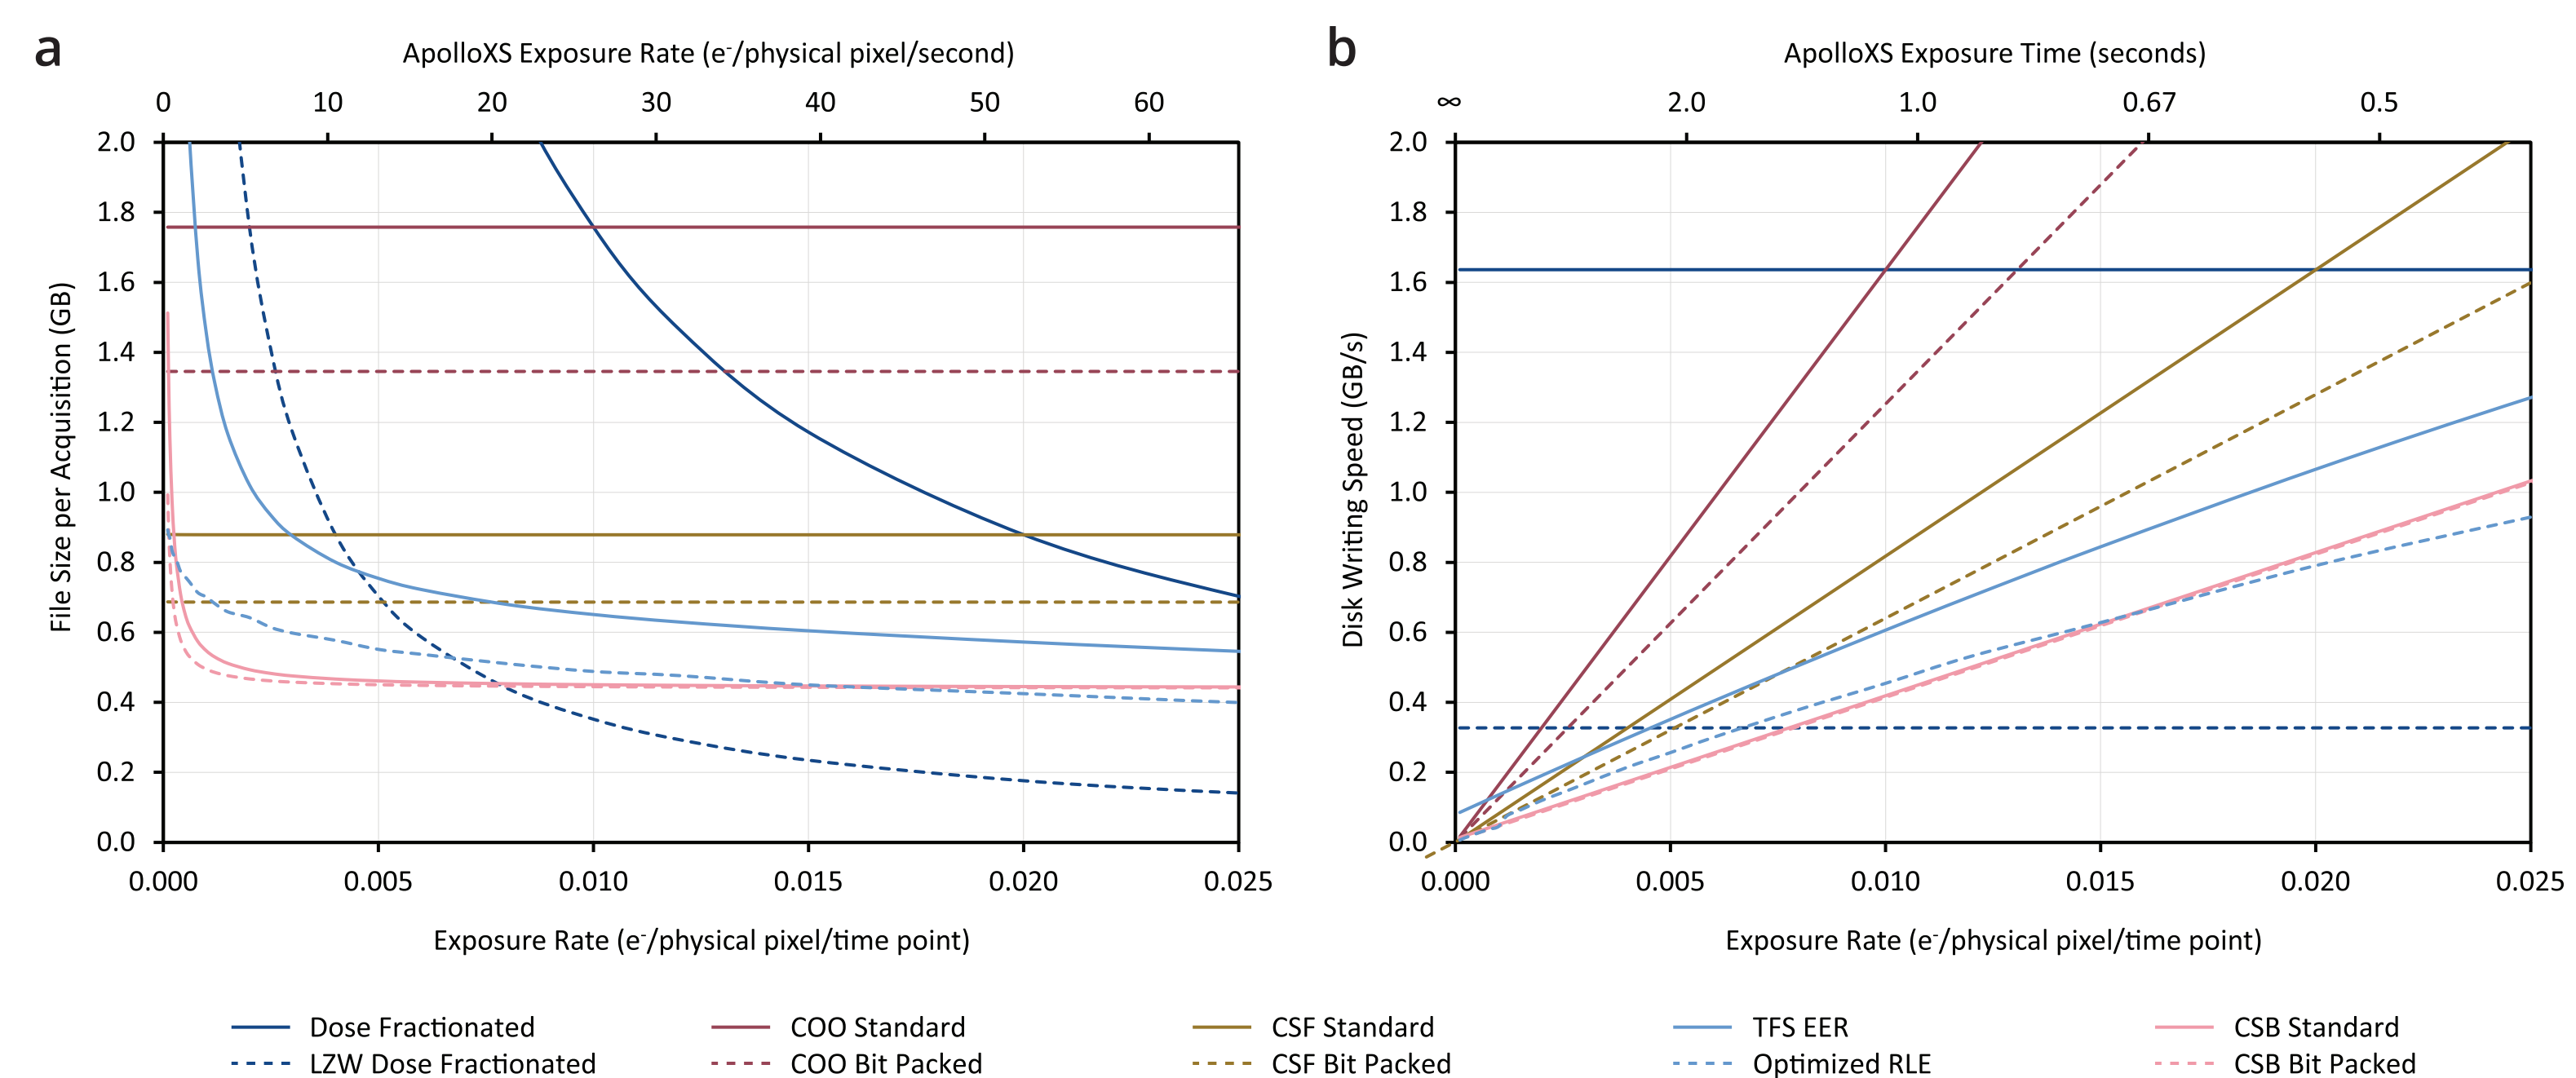 a
ApolloXS Exposure Rate (e-/physical pixel/second)
0 10 20 30 40 50 60
File Size per Acquisition (GB)
2.0
1.8
1.6
1.4
1.2
1.0
0.8
0.6
0.4
0.2
0.0
0.000 0.005 0.010 0.015 0.020 0.025
Exposure Rate (e-/physical pixel/time point)
b
ApolloXS Exposure Time (seconds)
∞ 2.0 1.0 0.67 0.5
Disk Writing Speed (GB/s)
2.0
1.8
1.6
1.4
1.2
1.0
0.8
0.6
0.4
0.2
0.0
0.000 0.005 0.010 0.015 0.020 0.025
Exposure Rate (e-/physical pixel/time point)
Dose Fractionated COO Standard CSF Standard TFS EER CSB Standard
LZW Dose Fractionated COO Bit Packed CSF Bit Packed Optimized RLE CSB Bit Packed